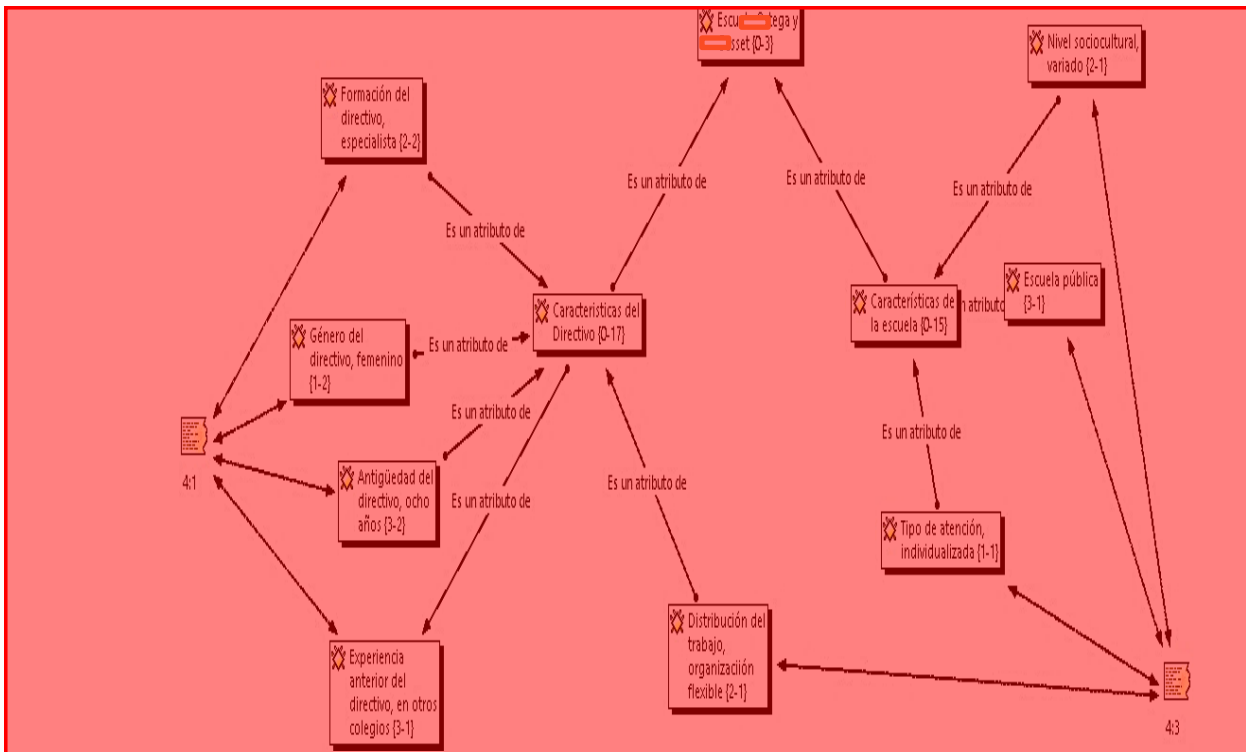 tega y
sset {0-3}
Nivel sociocultural,
variado {2-1}
Formación del
directivo,
especialista {2-2}
Es un atributo de
Es un atributo de
Es un atributo de
Es un atributo de
Escuela pública
{3-1}
Características de
la escuela {0-15}
n atributo
Caracteristicas del
Directivo {0-17}
Género del
directivo, femenino
{1-2}
Es un atributo de
Es un atributo de
Es un atributo de
4:1
Antigüedad del
directivo, ocho
años {3-2}
Es un atributo de
Es un atributo de
Tipo de atención,
individualizada {1-1}
Distribución del
trabajo,
organizaciión
flexible {2-1}
Experiencia
anterior del
directivo, en otros
colegios {3-1}
4:3